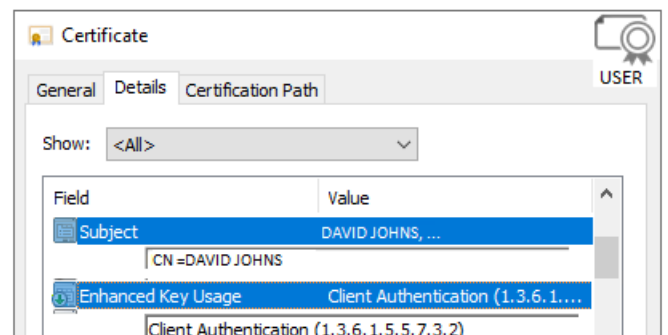 Certificate
USER
General Details Certification Path
Show: <All>
Field Value
Subject DAVID JOHNS, ...
CN =DAVID JOHNS
Enhanced Key Usage Client Authentication (1.3.6.1....
Client Authentication (1.3.6.1.5.5.7.3.2)